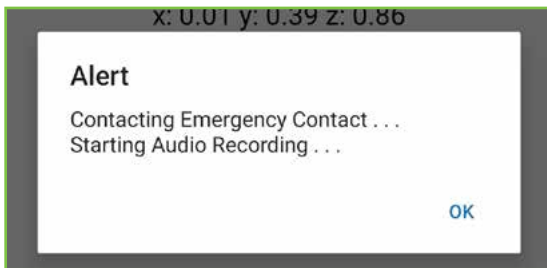 x: 0.01 y: 0.39 z: 0.86
Alert
Contacting Emergency Contact . . .
Starting Audio Recording . . .
OK